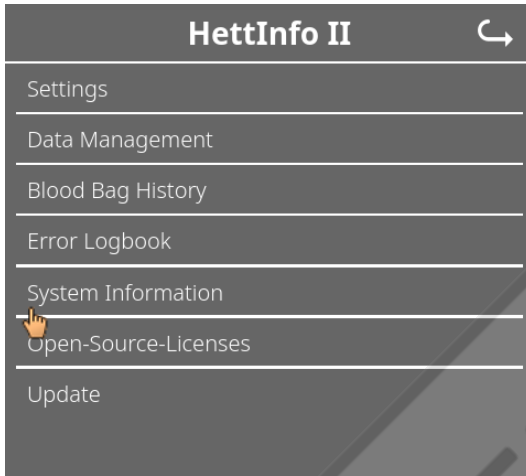 HettInfo II
Settings
Data Management
Blood Bag History
Error Logbook
System Information
Open-Source-Licenses
Update